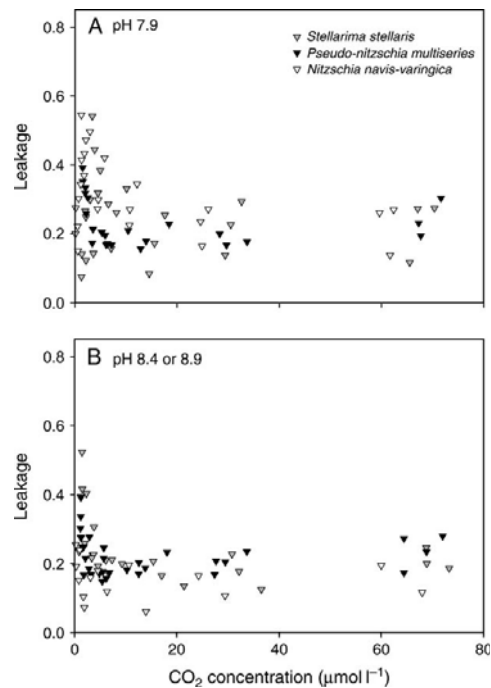 A pH 7.9
Stellarima stellaris
Pseudo-nitzschia multiseries
Nitzschia navis-varingica
0.8
0.6
0.4
0.2
0.0
Leakage
B pH 8.4 or 8.9
0.8
0.6
0.4
0.2
0.0
Leakage
0 20 40 60 80
CO₂ concentration (μmol l⁻¹)